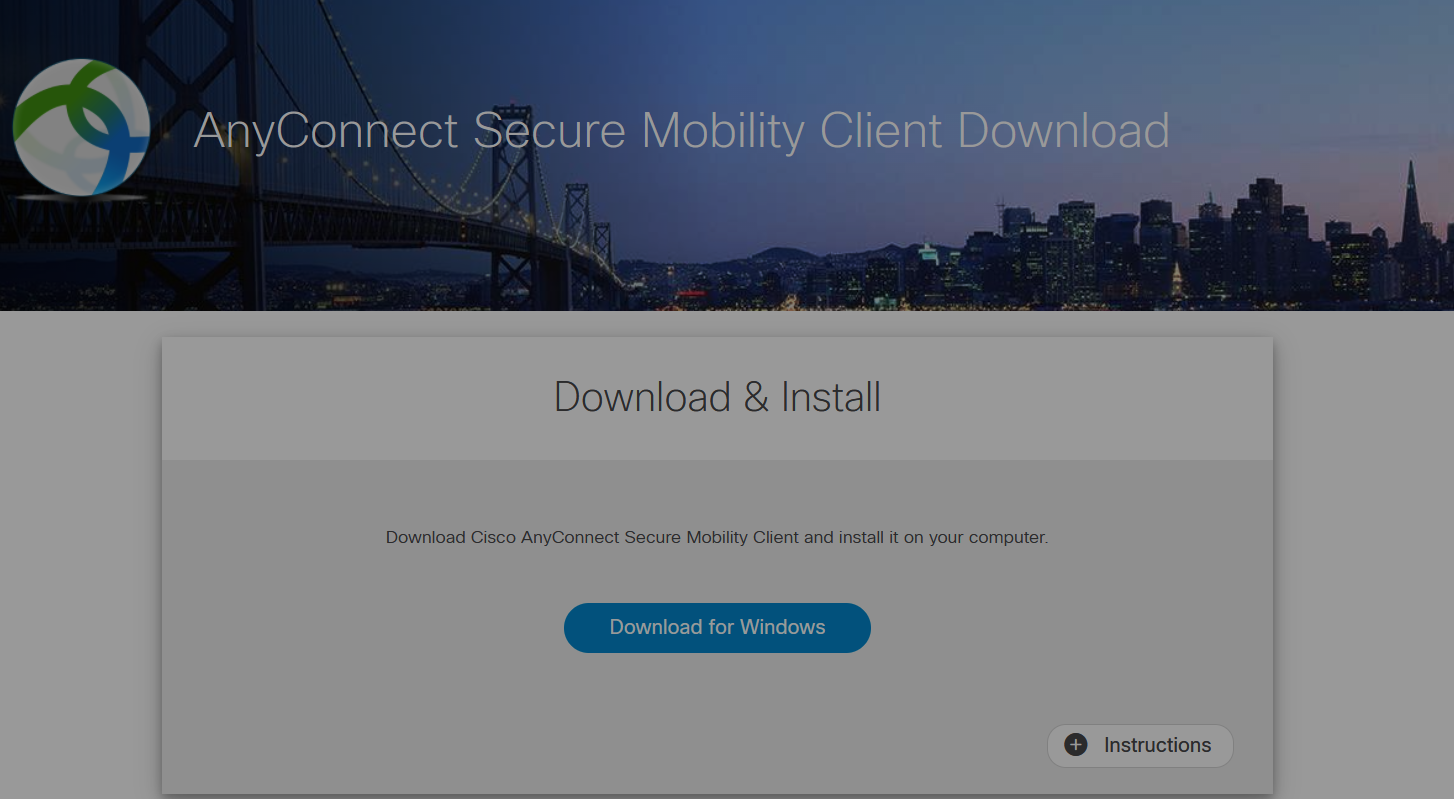 AnyConnect Secure Mobility Client Download
Download & Install
Download Cisco AnyConnect Secure Mobility Client and install it on your computer.
Download for Windows
Instructions